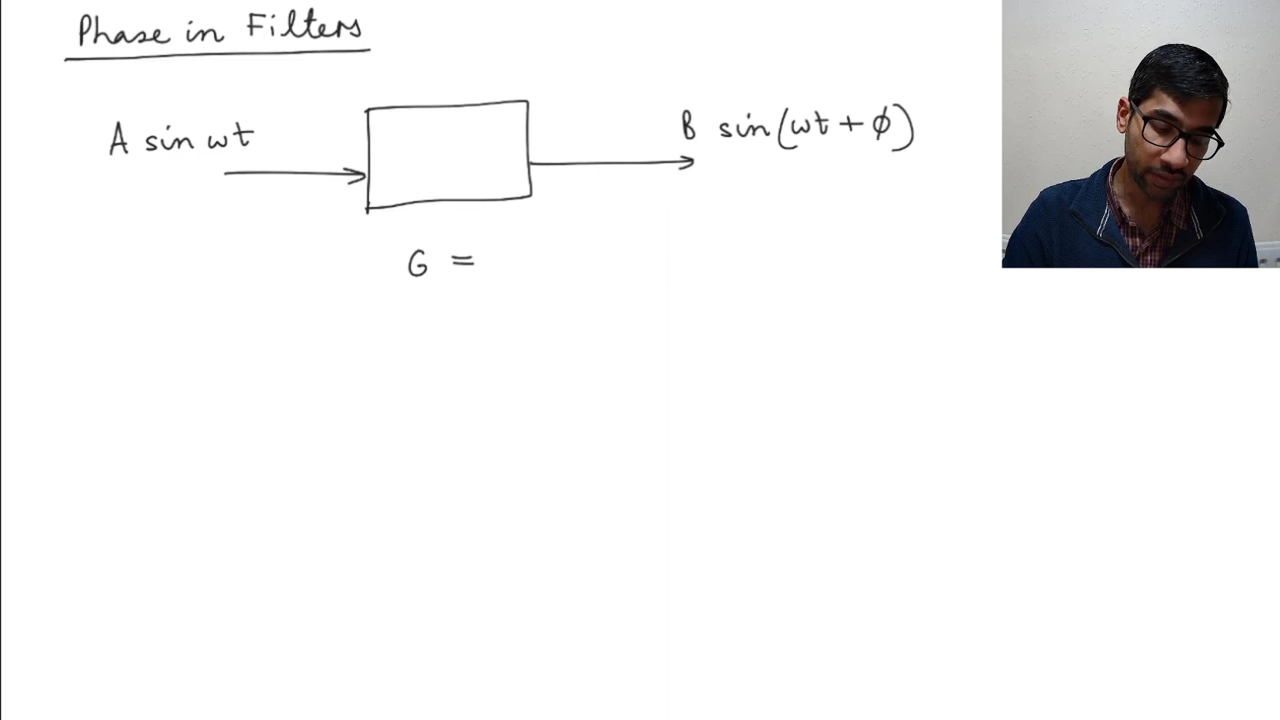 Phase in Filters
A sin ωt
B sin(ωt + ϕ)
G =